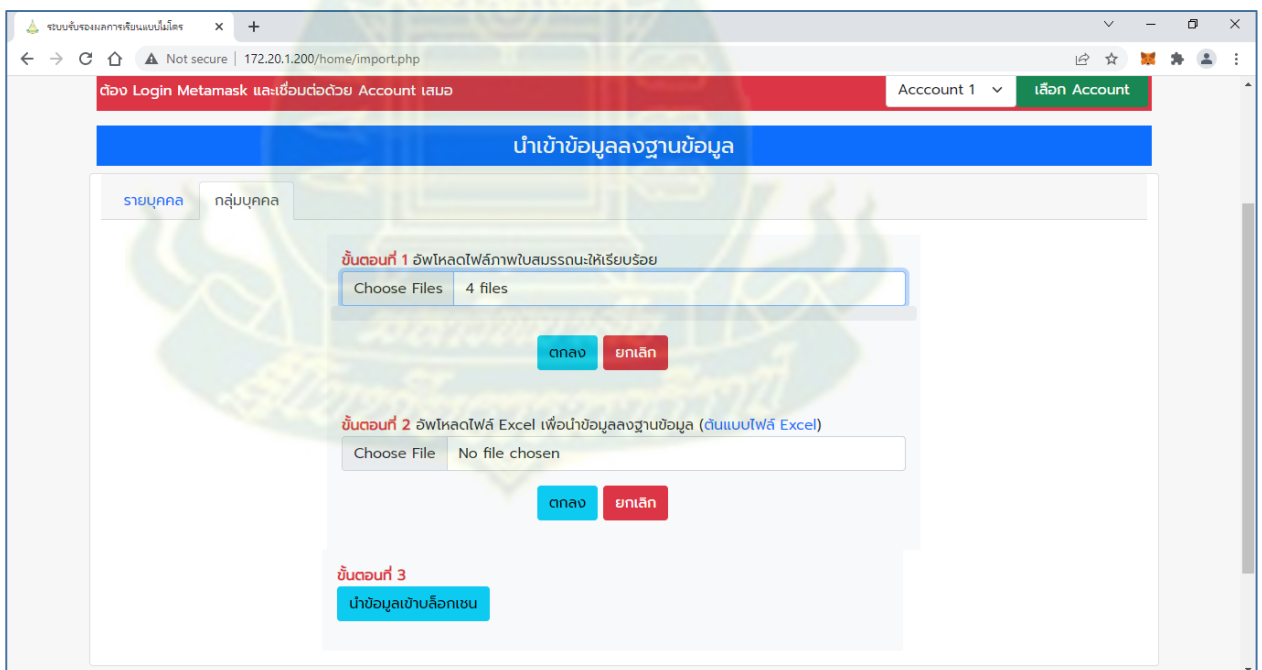 ระบบรับรองผลการเรียนแบบไมโคร
Not secure | 172.20.1.200/home/import.php
ต้อง Login Metamask และเชื่อมต่อด้วย Account เสมอ Acccount 1 เลือก Account
นำเข้าข้อมูลลงฐานข้อมูล
รายบุคคล กลุ่มบุคคล
ขั้นตอนที่ 1 อัพโหลดไฟล์ภาพใบสมรรถนะให้เรียบร้อย
Choose Files 4 files
ตกลง ยกเลิก
ขั้นตอนที่ 2 อัพโหลดไฟล์ Excel เพื่อนำข้อมูลลงฐานข้อมูล (ต้นแบบไฟล์ Excel)
Choose File No file chosen
ตกลง ยกเลิก
ขั้นตอนที่ 3
นำข้อมูลเข้าบล็อกเชน